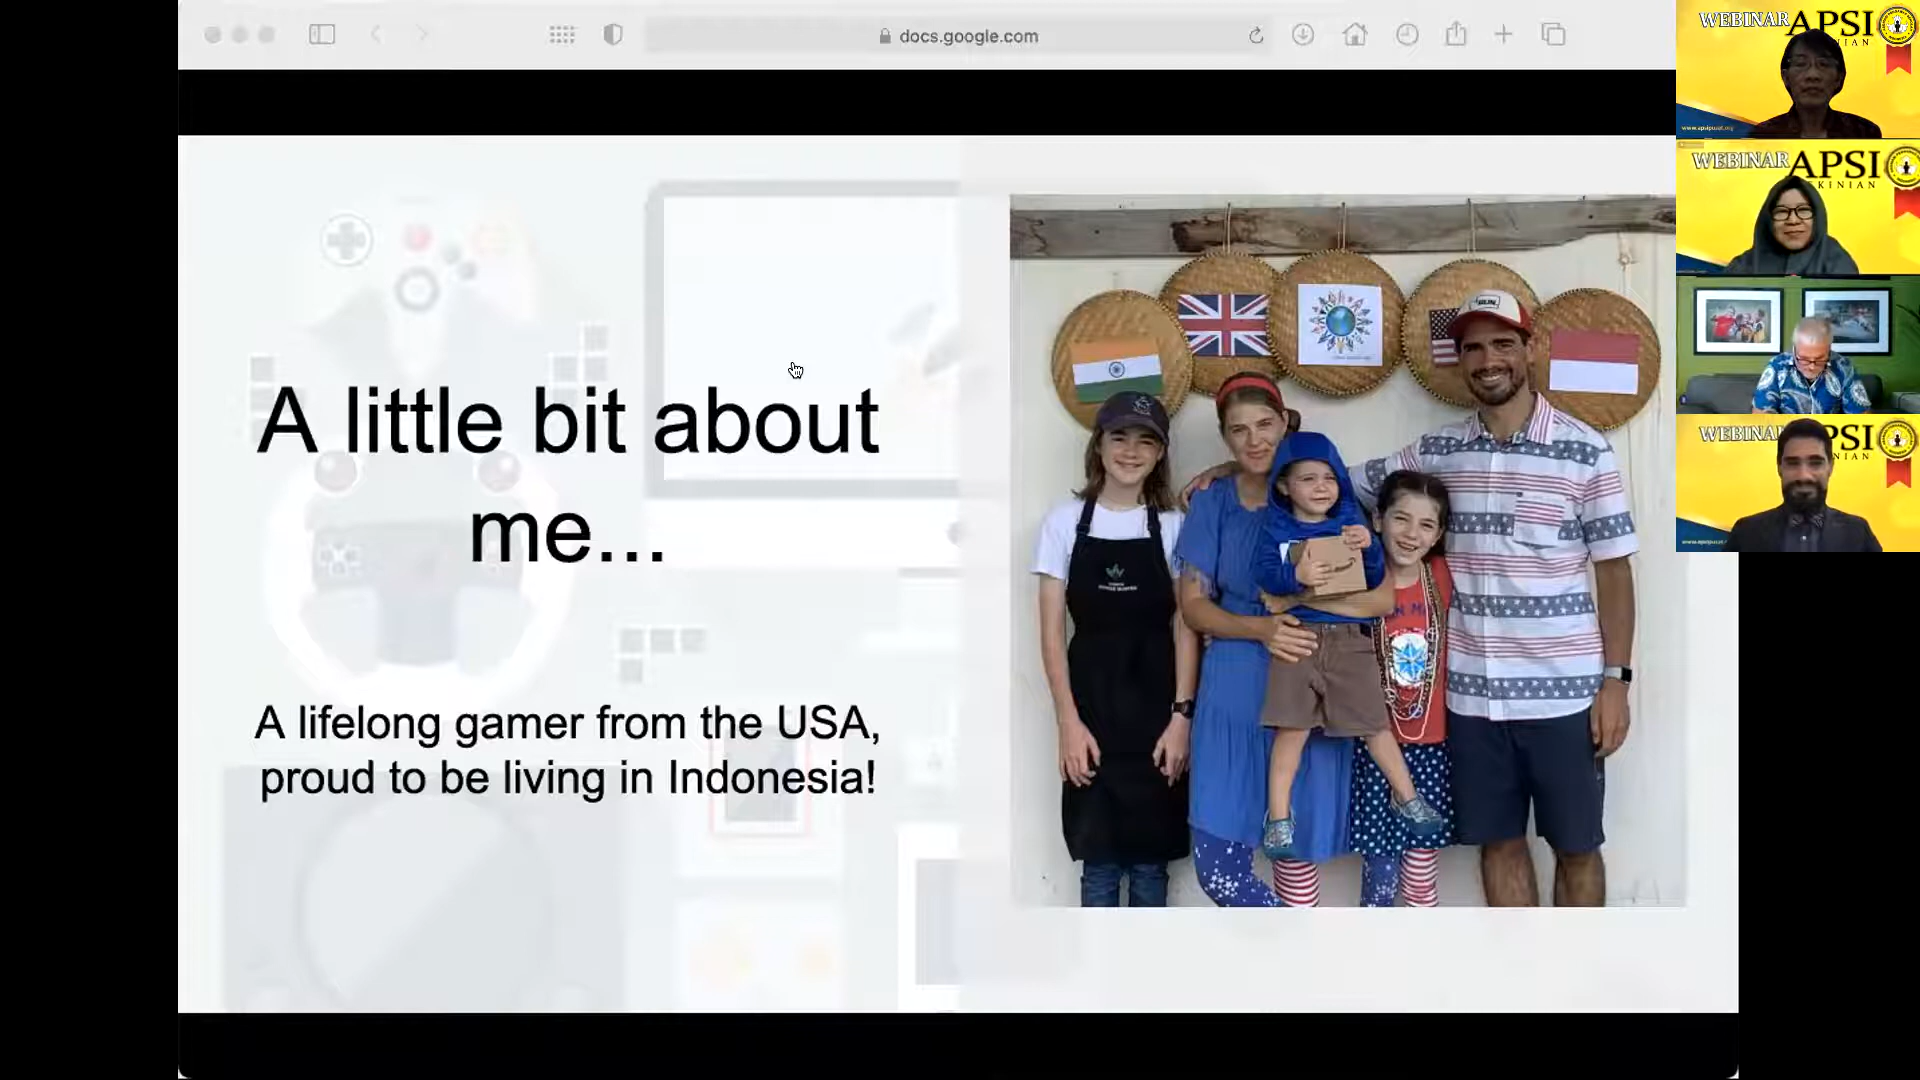 docs.google.com
A little bit about
me...
A lifelong gamer from the USA,
proud to be living in Indonesia!
WEBINAR APSI
WEBINAR APSI
KINIAN
WEBINAR